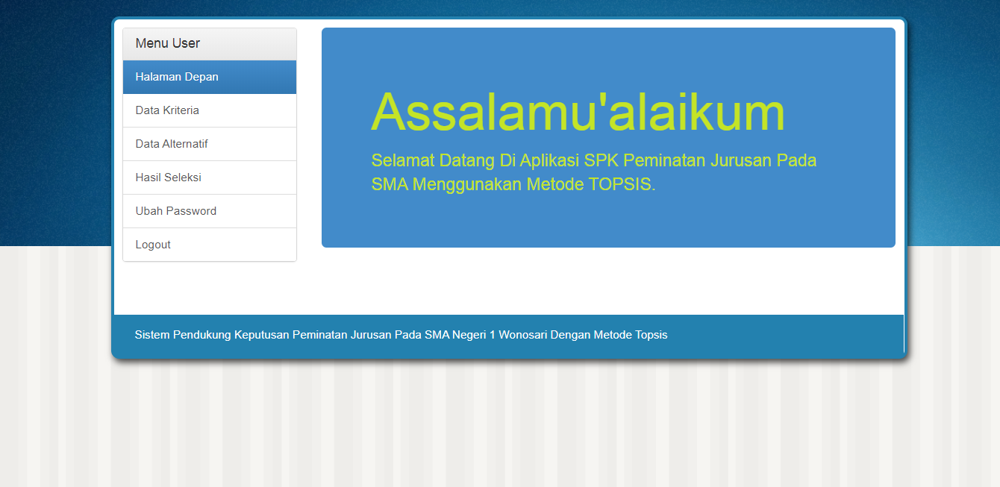 Menu User
Halaman Depan
Data Kriteria
Data Alternatif
Hasil Seleksi
Ubah Password
Logout
Assalamu'alaikum
Selamat Datang Di Aplikasi SPK Peminatan Jurusan Pada
SMA Menggunakan Metode TOPSIS.
Sistem Pendukung Keputusan Peminatan Jurusan Pada SMA Negeri 1 Wonosari Dengan Metode Topsis